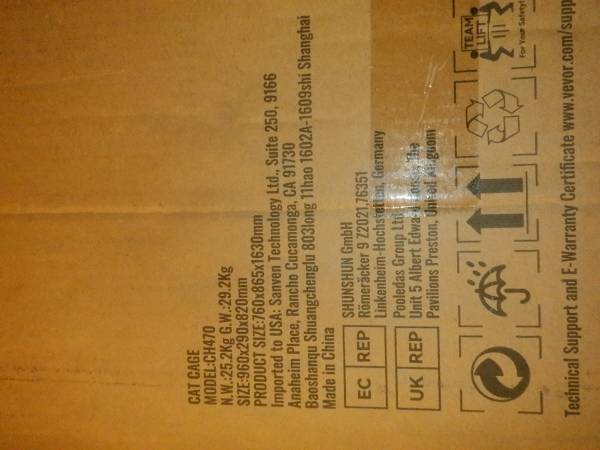 CAT CAGE
MODEL:CH470
N.W.:25.2Kg G.W.:29.2Kg
SIZE:960x290x820mm
PRODUCT SIZE:760x865x1630mm
Imported to USA: Sanven Technology Ltd., Suite 250, 9166
Anaheim Place, Rancho Cucamonga, CA 91730
Baoshanqu Shuangchenglu 803long 11hao 1602A-1609shi Shanghai
Made in China
EC REP
SHUNSHUN GmbH
Römeräcker 9 Z2021,76351
Linkenheim-Hochstetten, Germany
UK REP
Pooledas Group Ltd
Unit 5 Albert Edward House, The
Pavilions Preston, United Kingdom
TEAM
LIFT
For Your Safety!
Technical Support and E-Warranty Certificate www.vevor.com/supp